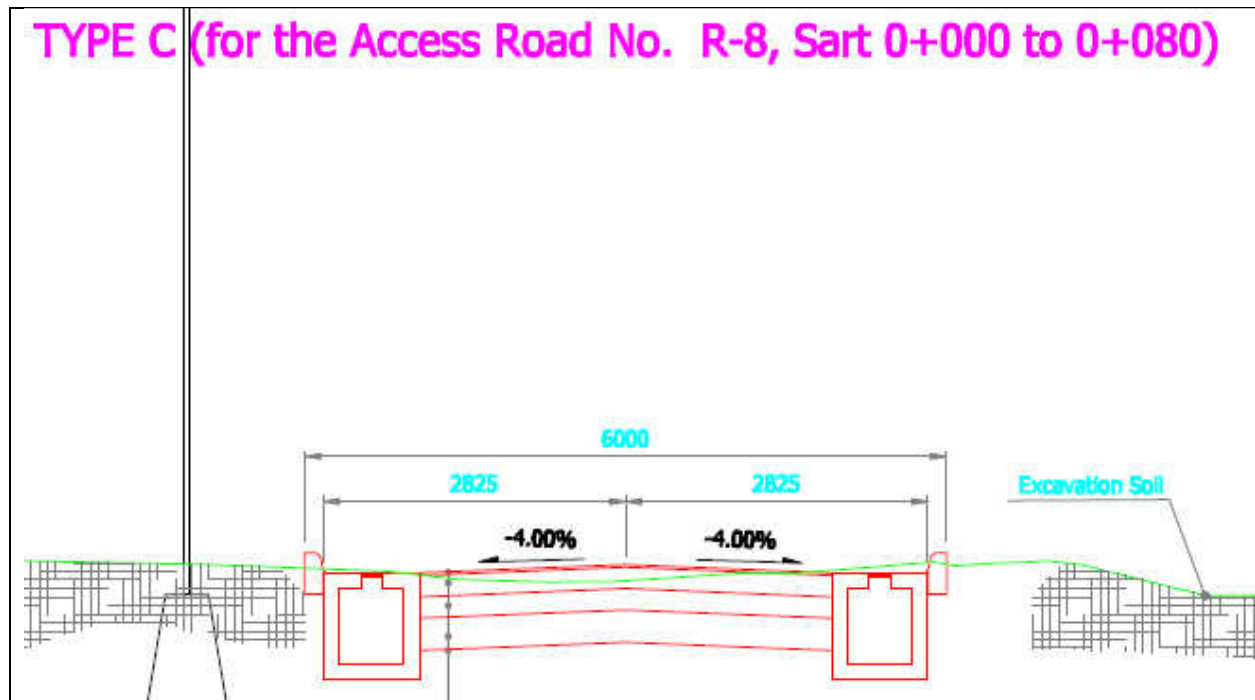 TYPE C (for the Access Road No. R-8, Sart 0+000 to 0+080)
6000
2825
2825
Excavation Soil
-4.00%
-4.00%